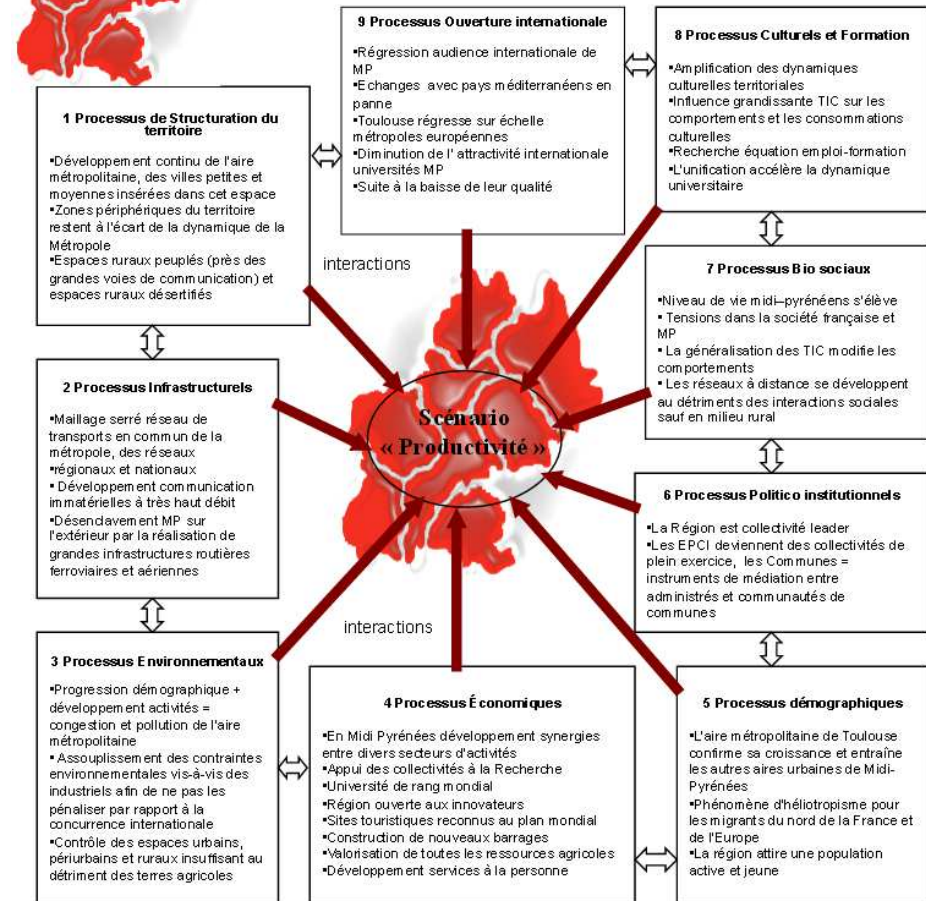 9 Processus Ouverture internationale
▪Régression audience internationale de
MP
▪Echanges avec pays méditerranéens en
panne
▪Toulouse régresse sur échelle
métropoles européennes
▪Diminution de l' attractivité internationale
universités MP
▪Suite à la baisse de leur qualité
8 Processus Culturels et Formation
▪Amplification des dynamiques
culturelles territoriales
▪Influence grandissante TIC sur les
comportements et les consommations
culturelles
▪Recherche équation emploi-formation
▪L'unification accélère la dynamique
universitaire
1 Processus de Structuration du
territoire
▪Développement continu de l'aire
métropolitaine, des villes petites et
moyennes insérées dans cet espace
▪Zones périphériques du territoire
restent à l'écart de la dynamique de la
Métropole
▪Espaces ruraux peuplés (près des
grandes voies de communication) et
espaces ruraux désertifiés
interactions
7 Processus Bio sociaux
▪Niveau de vie midi–pyrénéens s'élève
▪ Tensions dans la société française et
MP
▪ La généralisation des TIC modifie les
comportements
▪ Les réseaux à distance se développent
au détriments des interactions sociales
sauf en milieu rural
2 Processus Infrastructurels
▪Maillage serré réseau de
transports en commun de la
métropole, des réseaux
▪régionaux et nationaux
▪ Développement communication
immatérielles à très haut débit
▪Désenclavement MP sur
l'extérieur par la réalisation de
grandes infrastructures routières
ferroviaires et aériennes
Scénario
« Productivité »
6 Processus Politico institutionnels
▪La Région est collectivité leader
▪Les EPCI deviennent des collectivités de
plein exercice, les Communes =
instruments de médiation entre
administrés et communautés de
communes
interactions
3 Processus Environnementaux
▪Progression démographique +
développement activités =
congestion et pollution de l'aire
métropolitaine
▪ Assouplissement des contraintes
environnementales vis-à-vis des
industriels afin de ne pas les
pénaliser par rapport à la
concurrence internationale
▪Contrôle des espaces urbains,
périurbains et ruraux insuffisant au
détriment des terres agricoles
4 Processus Économiques
▪En Midi Pyrénées développement synergies
entre divers secteurs d'activités
▪Appui des collectivités à la Recherche
▪Université de rang mondial
▪Région ouverte aux innovateurs
▪Sites touristiques reconnus au plan mondial
▪Construction de nouveaux barrages
▪Valorisation de toutes les ressources agricoles
▪Développement services à la personne
5 Processus démographiques
▪L'aire métropolitaine de Toulouse
confirme sa croissance et entraîne
les autres aires urbaines de Midi-
Pyrénées
▪Phénomène d'héliotropisme pour
les migrants du nord de la France et
de l'Europe
▪La région attire une population
active et jeune